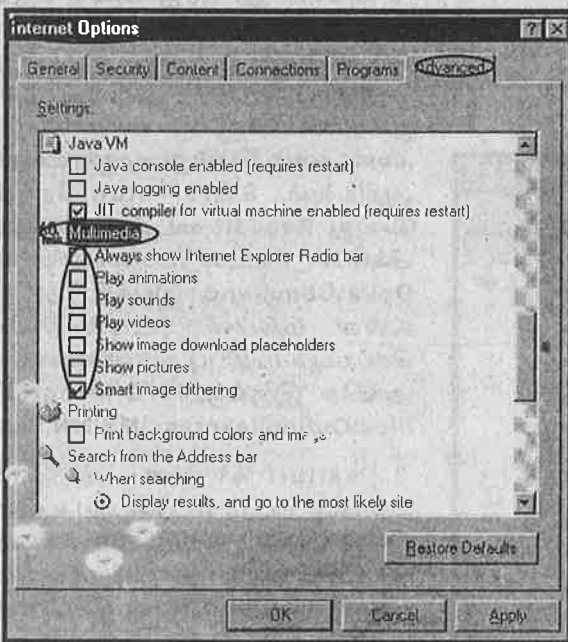 Internet Options
General Security Content Connections Programs Advanced
Settings:
Java VM
Java console enabled (requires restart)
Java logging enabled
JIT compiler for virtual machine enabled (requires restart)
Multimedia
Always show Internet Explorer Radio bar
Play animations
Play sounds
Play videos
Show image download placeholders
Show pictures
Smart image dithering
Printing
Print background colors and
Search from the Address bar
When searching
Display results, and go to the most likely site
Restore Defaults
OK Cancel Apply